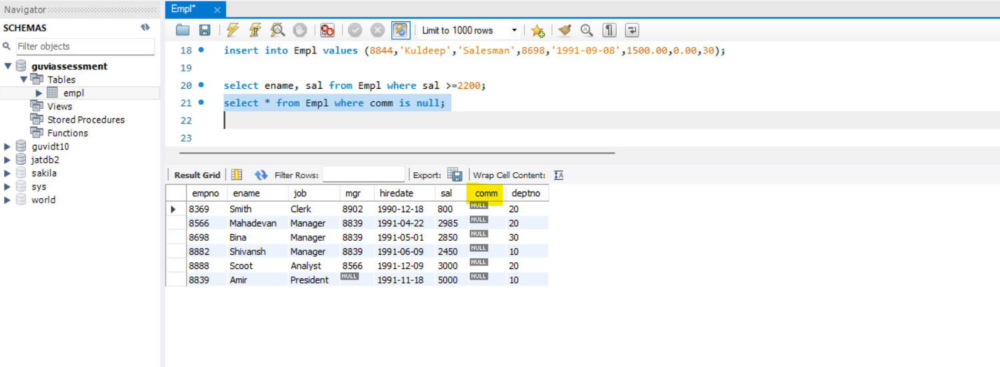 Navigator
Empl*
SCHEMAS
Limit to 1000 rows
Filter objects
guviassessment
Tables
empl
Views
Stored Procedures
Functions
guvidt10
jatdb2
sakila
sys
world
18 insert into Empl values (8844,'Kuldeep','Salesman',8698,'1991-09-08',1500.00,0.00,30);
19
20 select ename, sal from Empl where sal >=2200;
21 select * from Empl where comm is null;
22
23
Result Grid Filter Rows: Export: Wrap Cell Content:
empno ename job mgr hiredate sal comm deptno
8369 Smith Clerk 8902 1990-12-18 800 NULL 20
8566 Mahadevan Manager 8839 1991-04-22 2985 NULL 20
8698 Bina Manager 8839 1991-05-01 2850 NULL 30
8882 Shivansh Manager 8839 1991-06-09 2450 NULL 10
8888 Scoot Analyst 8566 1991-12-09 3000 NULL 20
8839 Amir President NULL 1991-11-18 5000 NULL 10